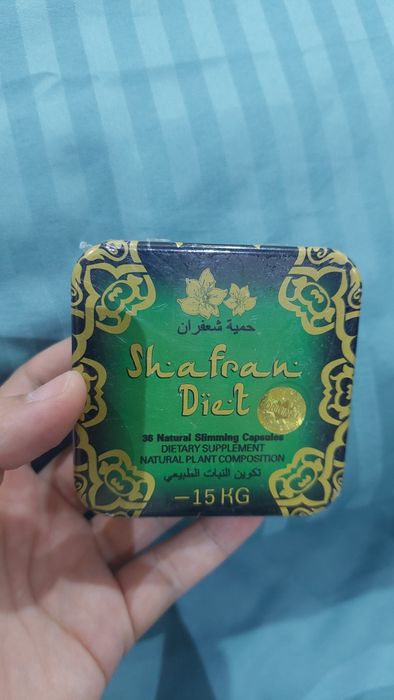 حمية شعفران
Shafran
Diet
36 Natural Slimming Capsules
DIETARY SUPPLEMENT
NATURAL PLANT COMPOSITION
تكوين النبات الطبيعي
-15 KG